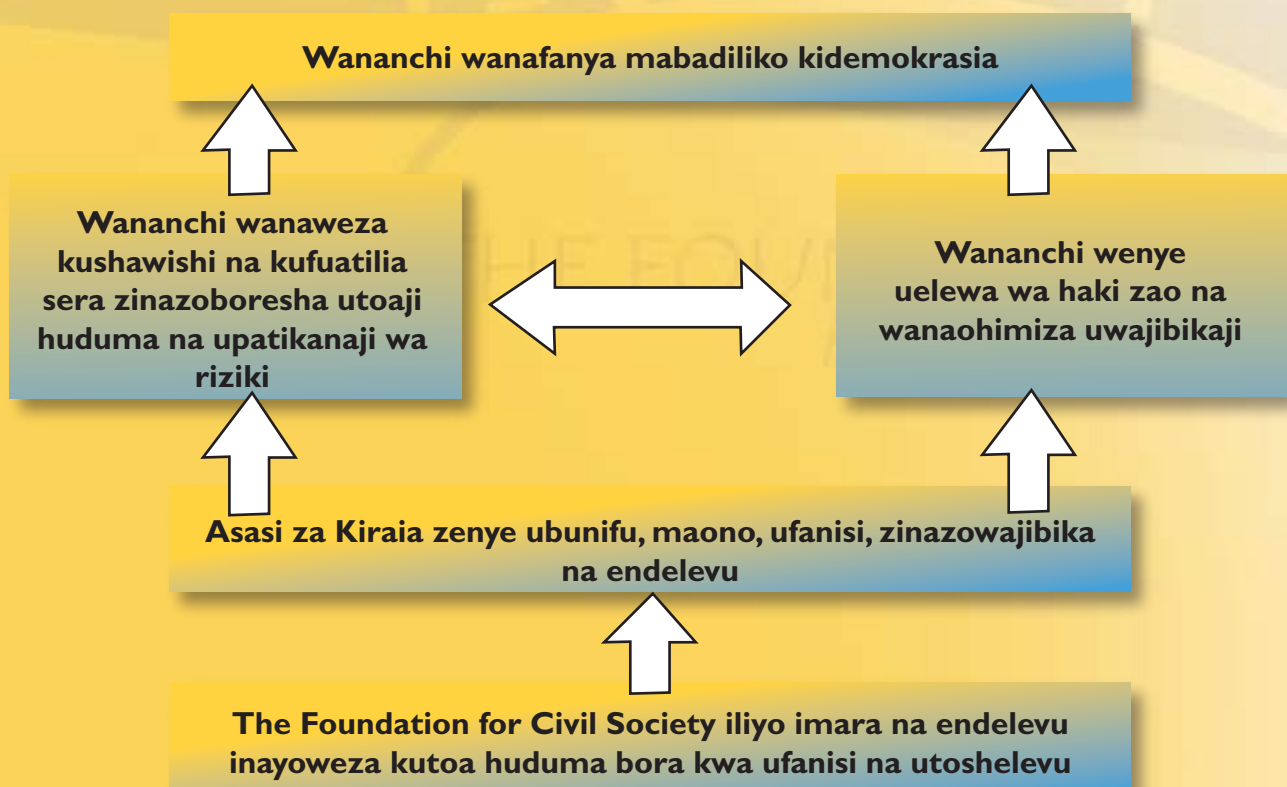 Wananchi wanafanya mabadiliko kidemokrasia
Wananchi wanaweza
kushawishi na kufuatilia
sera zinazoboresha utoaji
huduma na upatikanaji wa
riziki
Wananchi wenye
uelewa wa haki zao na
wanaohimiza uwajibikaji
THE FOU
Asasi za Kiraia zenye ubunifu, maono, ufanisi, zinazowajibika
na endelevu
The Foundation for Civil Society iliyo imara na endelevu
inayoweza kutoa huduma bora kwa ufanisi na utoshelevu